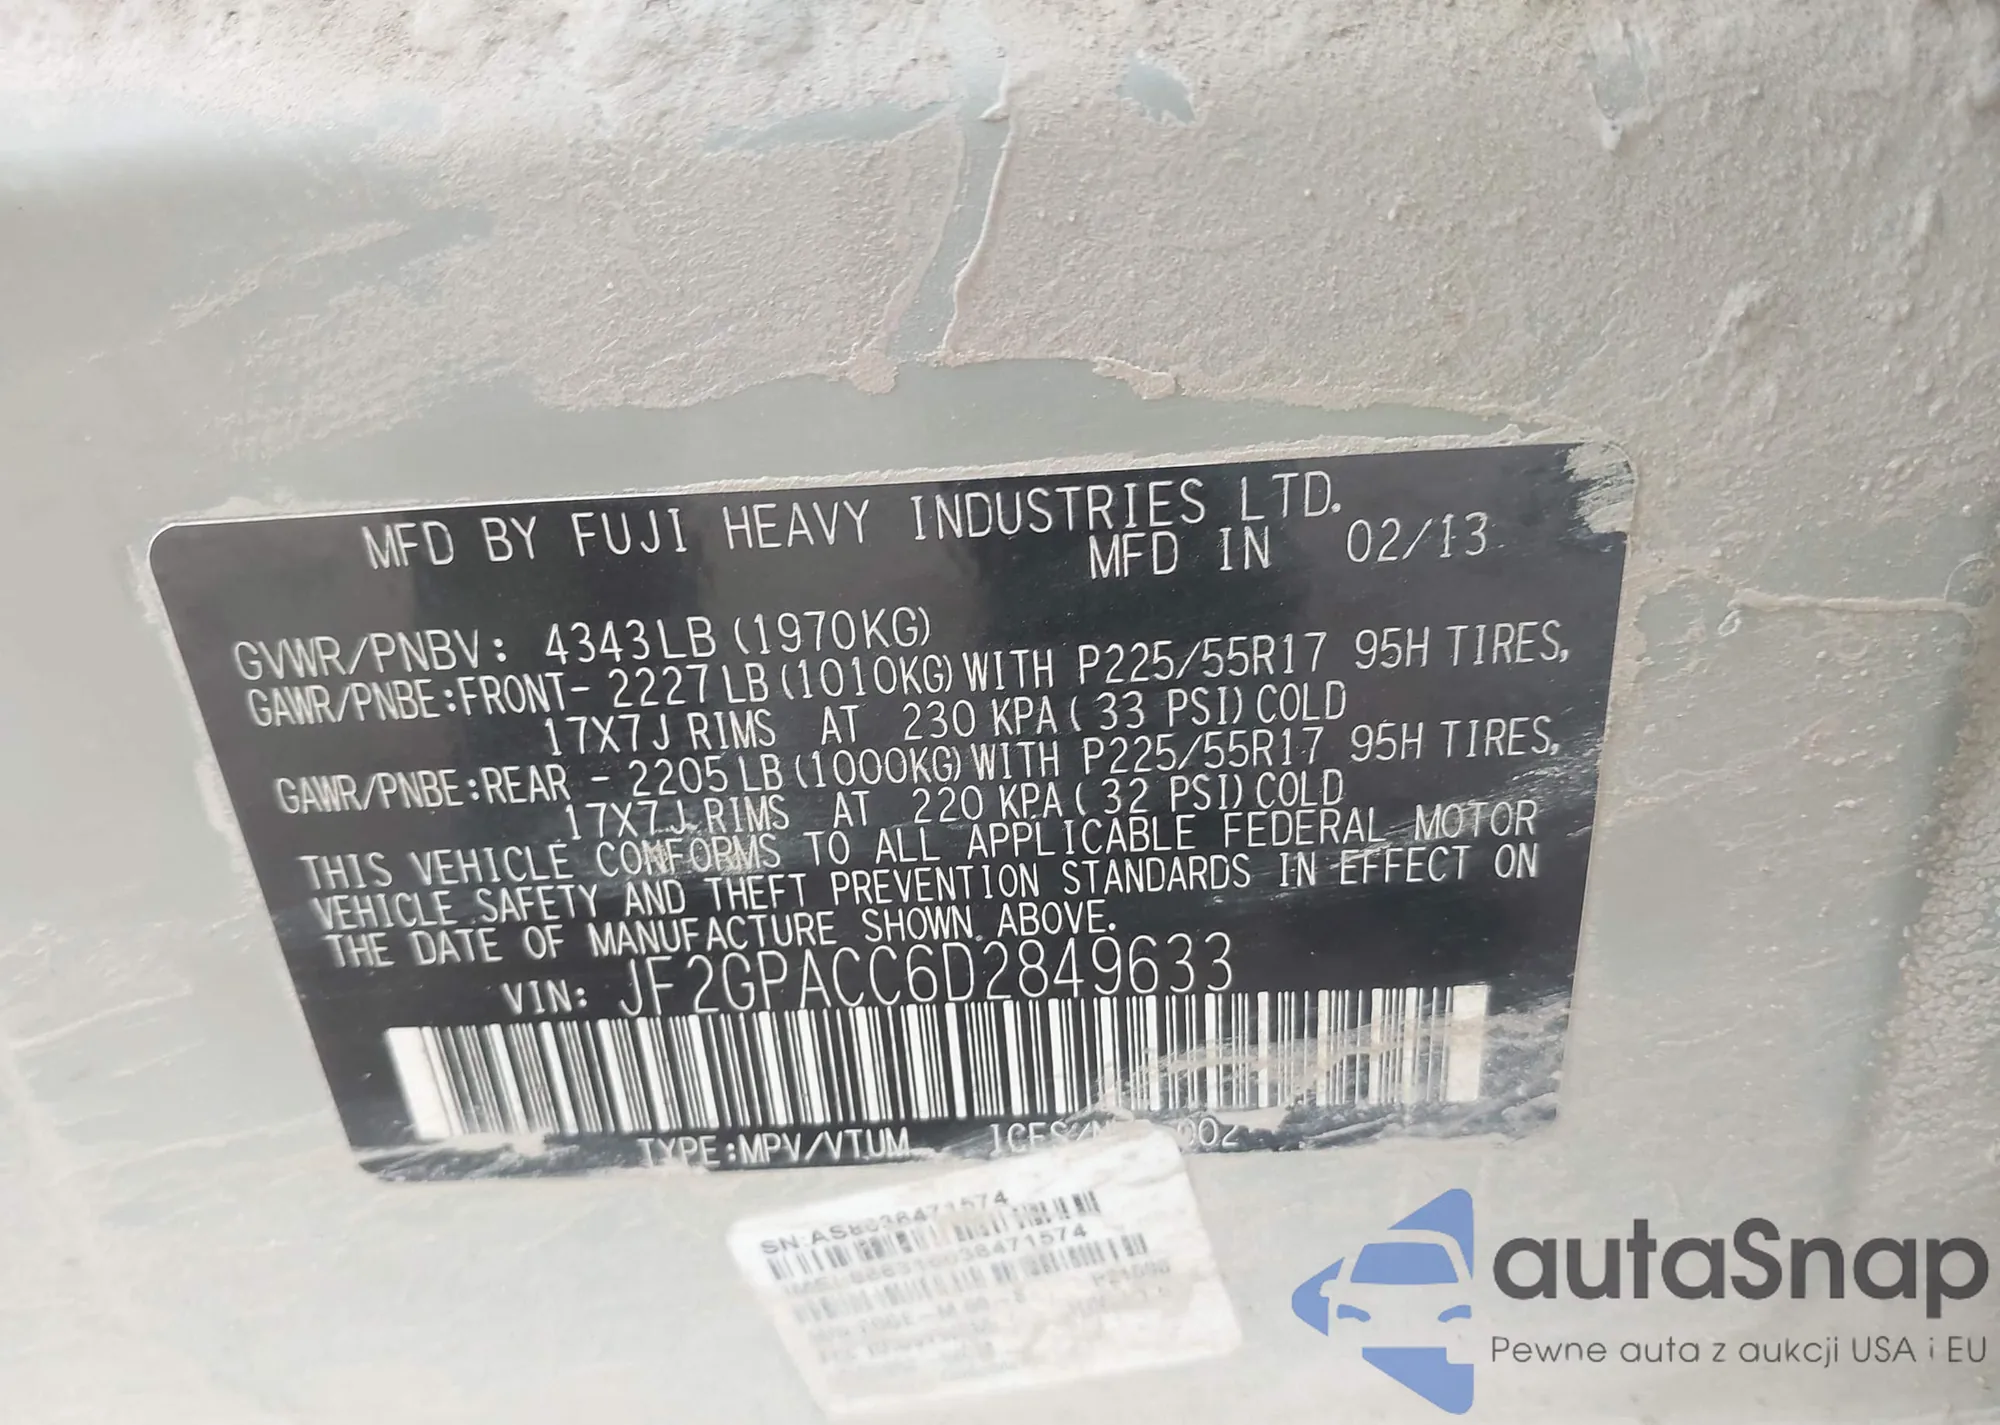 MFD BY FUJI HEAVY INDUSTRIES LTD.
MFD IN 02/13
GVWR/PNBV: 4343LB (1970KG)
GAWR/PNBE:FRONT- 2227LB (1010KG) WITH P225/55R17 95H TIRES,
17X7J RIMS AT 230 KPA ( 33 PSI) COLD
GAWR/PNBE:REAR - 2205LB (1000KG) WITH P225/55R17 95H TIRES,
17X7J RIMS AT 220 KPA ( 32 PSI) COLD
THIS VEHICLE CONFORMS TO ALL APPLICABLE FEDERAL MOTOR
VEHICLE SAFETY AND THEFT PREVENTION STANDARDS IN EFFECT ON
THE DATE OF MANUFACTURE SHOWN ABOVE.
VIN: JF2GPACC6D2849633
TYPE:MPV/VTUM
autaSnap
Pewne auta z aukcji USA i EU